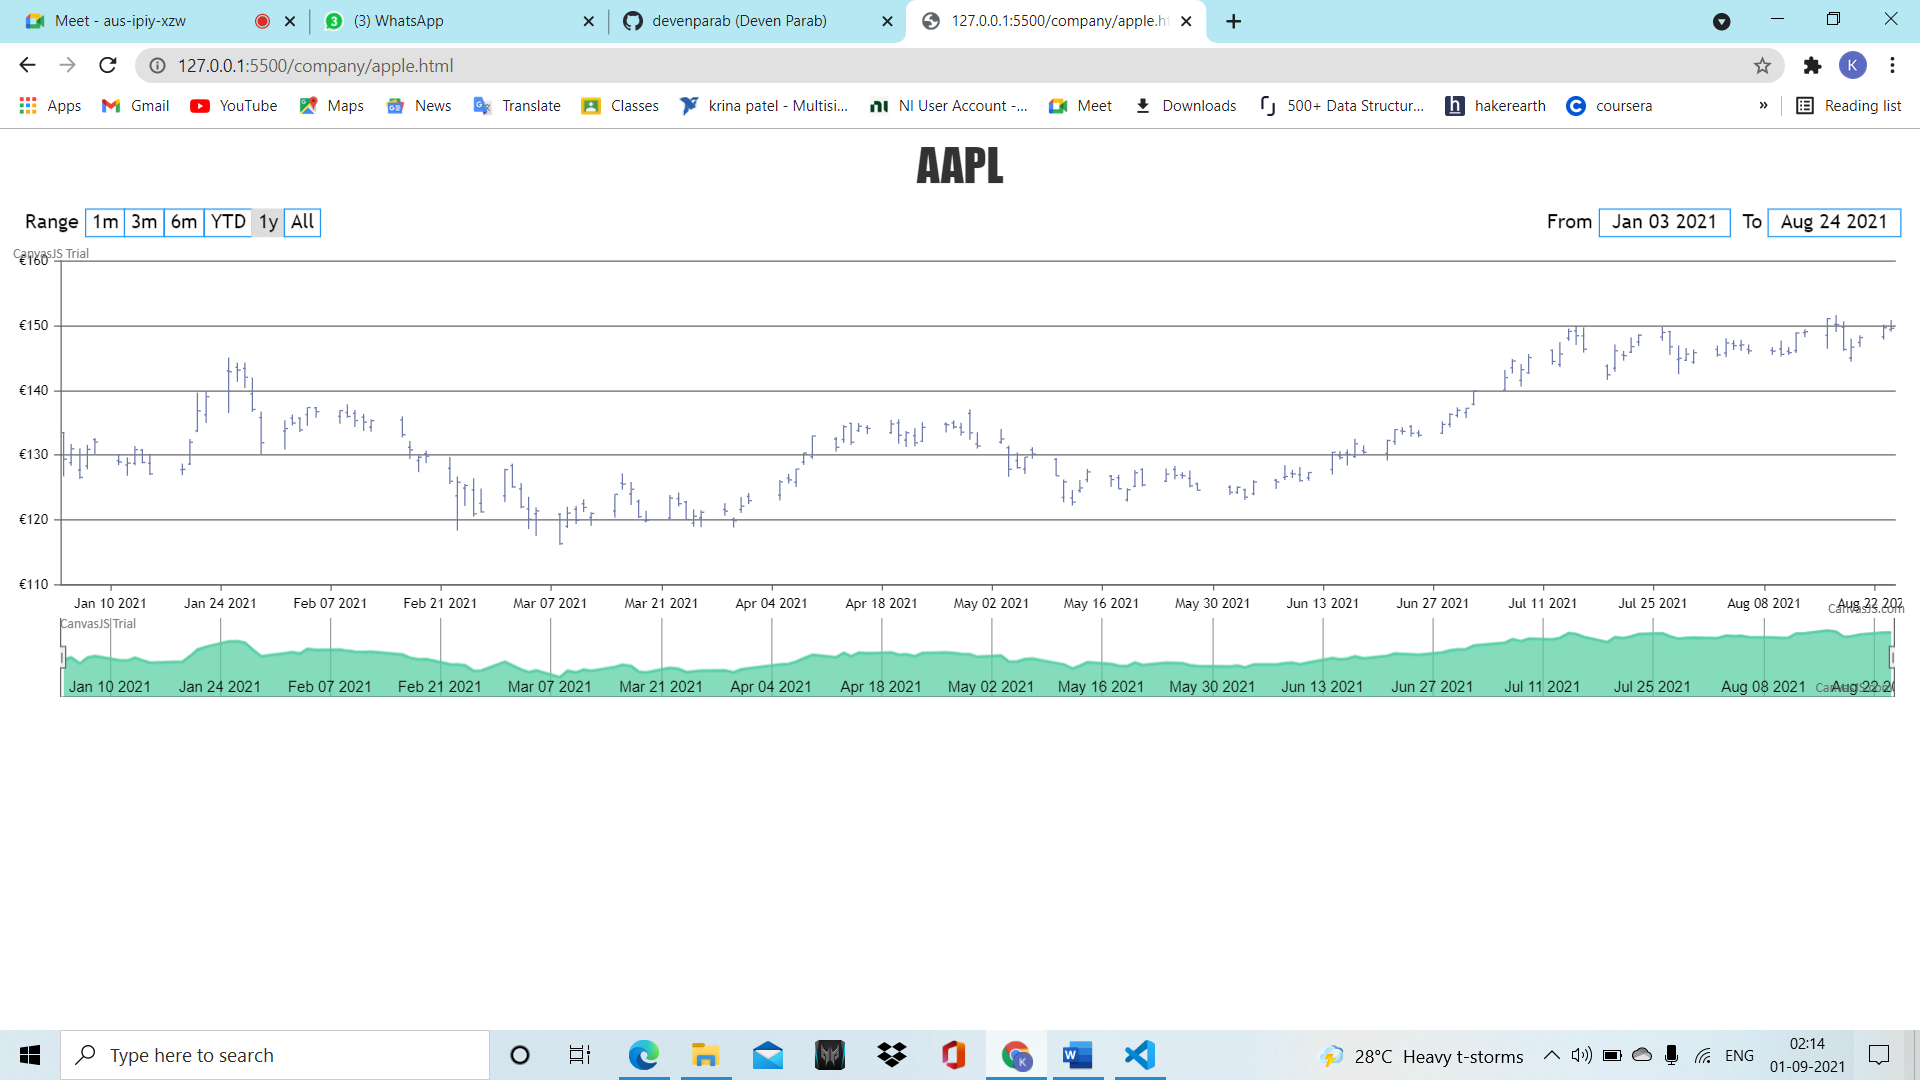 Meet - aus-ipiy-xzw
(3) WhatsApp
devenparab (Deven Parab)
127.0.0.1:5500/company/apple.ht
127.0.0.1:5500/company/apple.html
K
Apps
Gmail
YouTube
Maps
News
Translate
Classes
krina patel - Multisi...
NI User Account -...
Meet
Downloads
500+ Data Structur...
hakerearth
coursera
»
Reading list
AAPL
Range 1m 3m 6m YTD 1y All
From Jan 03 2021 To Aug 24 2021
CanvasJS Trial
€160
€150
€140
€130
€120
€110
Jan 10 2021 Jan 24 2021 Feb 07 2021 Feb 21 2021 Mar 07 2021 Mar 21 2021 Apr 04 2021 Apr 18 2021 May 02 2021 May 16 2021 May 30 2021 Jun 13 2021 Jun 27 2021 Jul 11 2021 Jul 25 2021 Aug 08 2021 Aug 22 202
CanvasJS.com
CanvasJS Trial
Jan 10 2021 Jan 24 2021 Feb 07 2021 Feb 21 2021 Mar 07 2021 Mar 21 2021 Apr 04 2021 Apr 18 2021 May 02 2021 May 16 2021 May 30 2021 Jun 13 2021 Jun 27 2021 Jul 11 2021 Jul 25 2021 Aug 08 2021 Aug 22 20
CanvasJS.com
Type here to search
28°C Heavy t-storms
ENG
02:14
01-09-2021